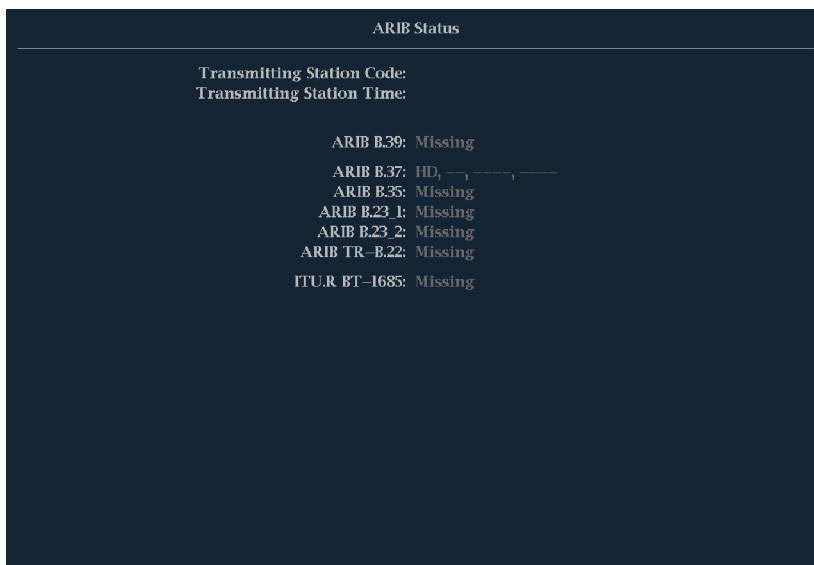 ARIB Status
Transmitting Station Code:
Transmitting Station Time:
ARIB B.39: Missing
ARIB B.37: HD, −−, −−−−, −−−−
ARIB B.35: Missing
ARIB B.23_1: Missing
ARIB B.23_2: Missing
ARIB TR−B.22: Missing
ITU.R BT−1685: Missing